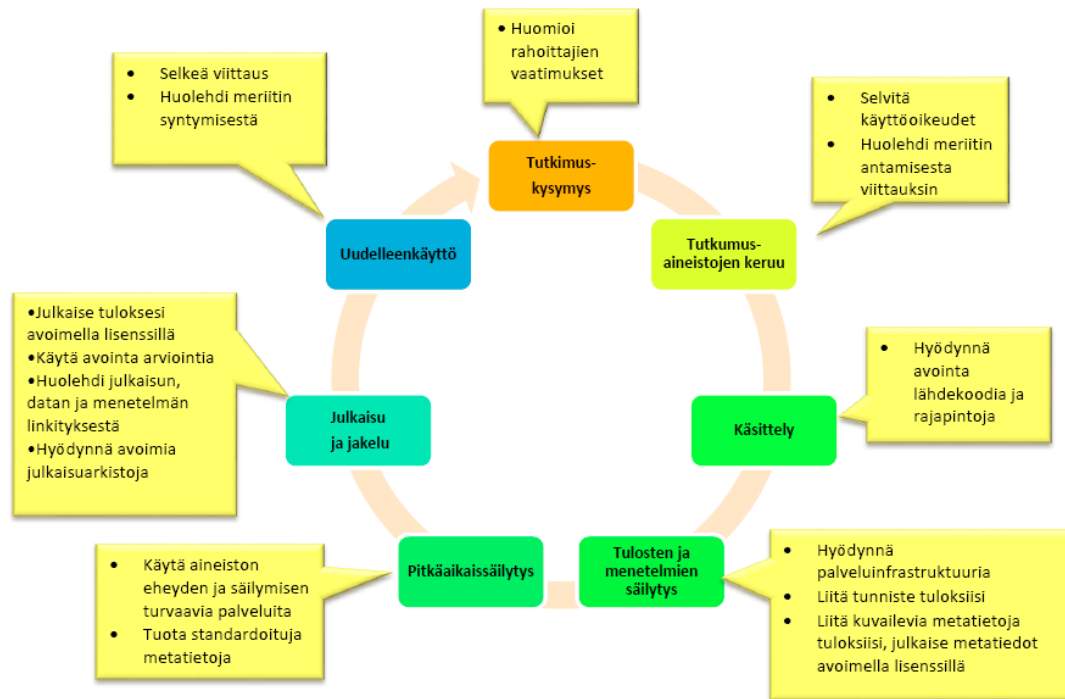 • Huomioi
rahoittajien
vaatimukset
• Selkeä viittaus
• Huolehdi meriitin
syntymisestä
• Selvitä
käyttöoikeudet
• Huolehdi meriitin
antamisesta
viittauksin
Tutkimus-
kysymys
Uudelleenkäyttö
Tutkumus-
aineistojen keruu
•Julkaise tuloksesi
avoimella lisenssillä
•Käytä avointa arviointia
•Huolehdi julkaisun,
datan ja menetelmän
linkityksestä
•Hyödynnä avoimia
julkaisuarkistoja
• Hyödynnä
avointa
lähdekoodia ja
rajapintoja
Julkaisu
ja jakelu
Käsittely
Pitkäaikaissäilytys
Tulosten ja
menetelmien
säilytys
• Käytä aineiston
eheyden ja säilymisen
turvaavia palveluita
• Tuota standardoituja
metatietoja
• Hyödynnä
palveluinfrastruktuuria
• Liitä tunniste tuloksiisi
• Liitä kuvailevia metatietoja
tuloksiisi, julkaise metatiedot
avoimella lisenssillä